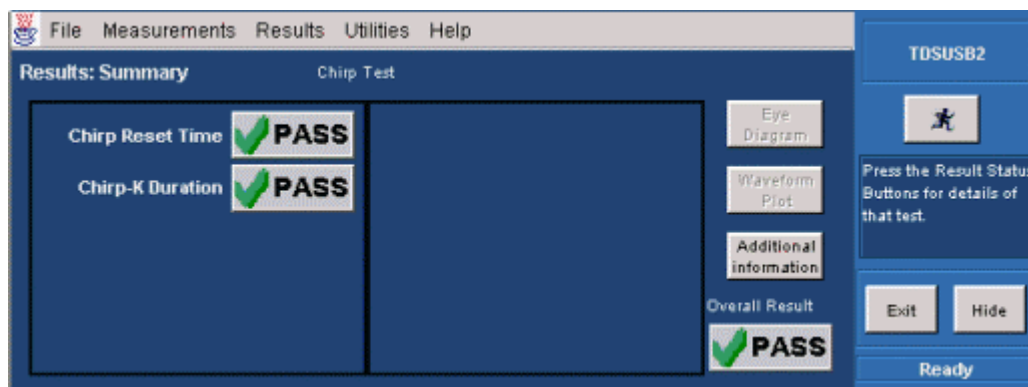 File Measurements Results Utilities Help
TDSUSB2
Results: Summary Chirp Test
Chirp Reset Time PASS
Chirp-K Duration PASS
Eye
Diagram
Waveform
Plot
Additional
information
Overall Result
PASS
Press the Result Status
Buttons for details of
that test.
Exit Hide
Ready